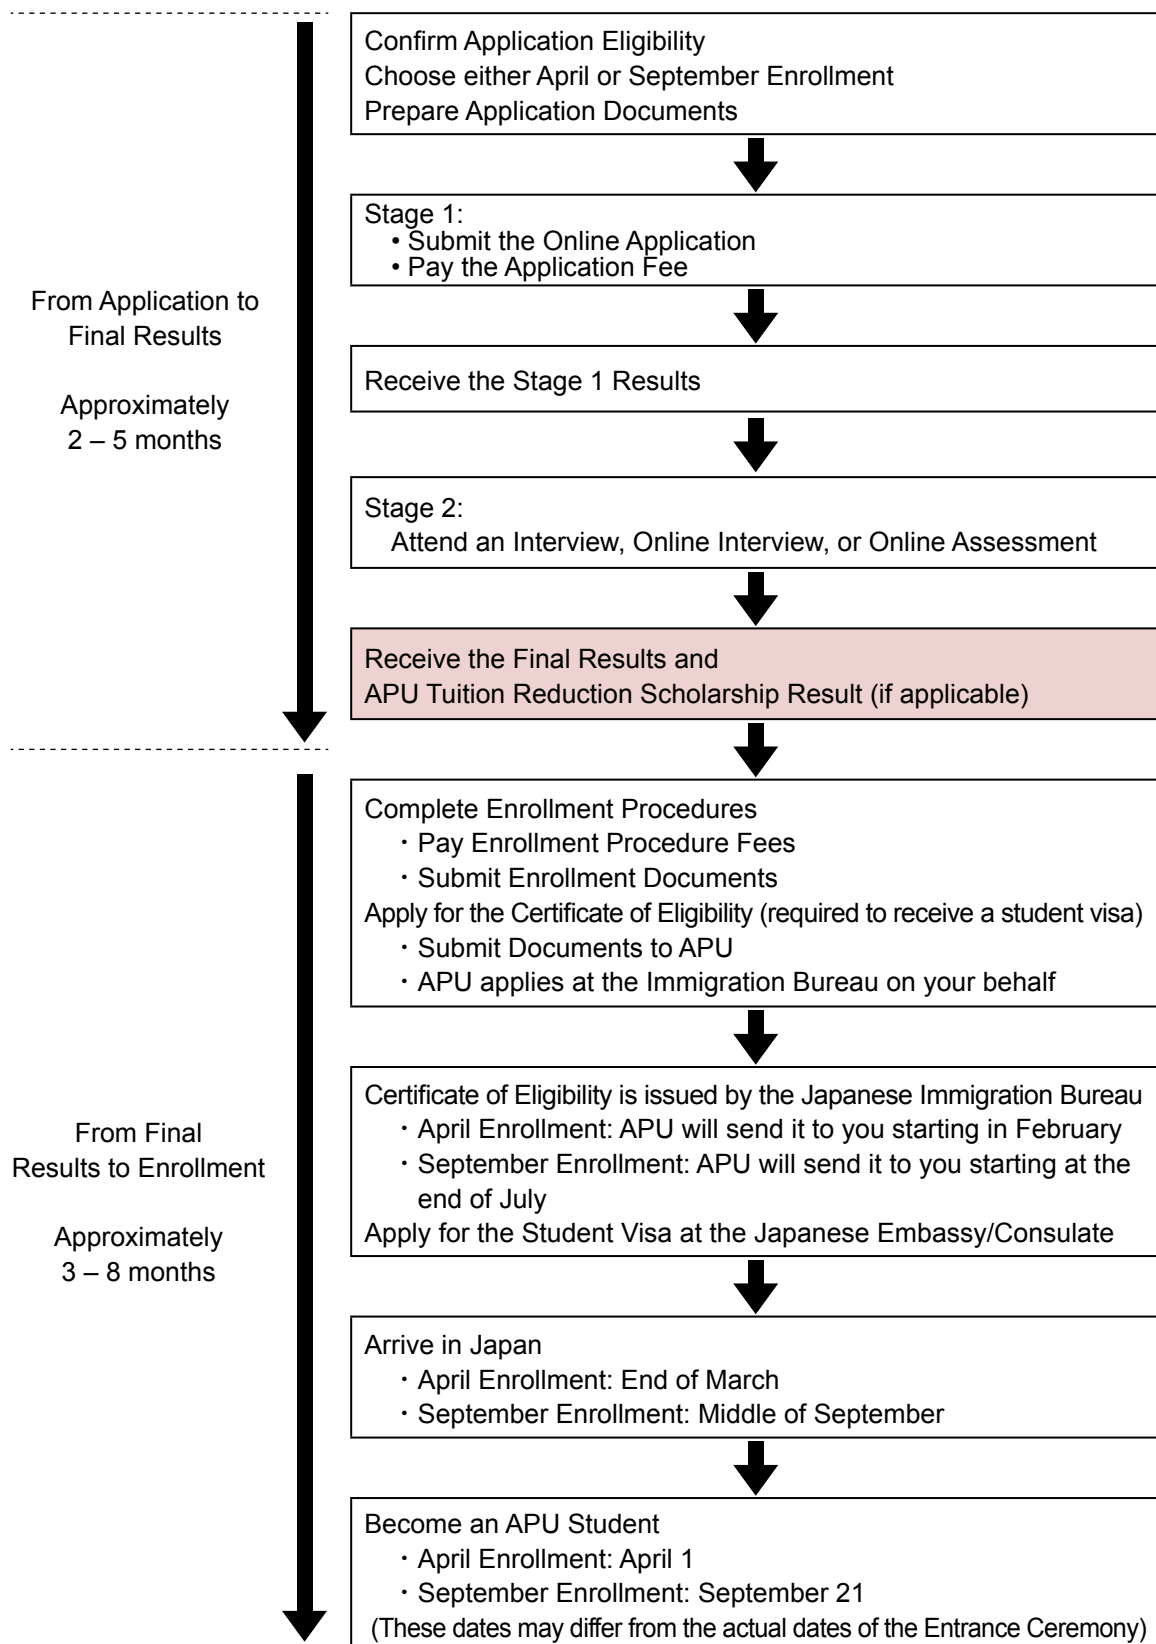 Confirm Application Eligibility
Choose either April or September Enrollment
Prepare Application Documents
Stage 1:
• Submit the Online Application
• Pay the Application Fee
From Application to
Final Results
Approximately
2 – 5 months
Receive the Stage 1 Results
Stage 2:
Attend an Interview, Online Interview, or Online Assessment
Receive the Final Results and
APU Tuition Reduction Scholarship Result (if applicable)
Complete Enrollment Procedures
・Pay Enrollment Procedure Fees
・Submit Enrollment Documents
Apply for the Certificate of Eligibility (required to receive a student visa)
・Submit Documents to APU
・APU applies at the Immigration Bureau on your behalf
From Final
Results to Enrollment
Approximately
3 – 8 months
Certificate of Eligibility is issued by the Japanese Immigration Bureau
・April Enrollment: APU will send it to you starting in February
・September Enrollment: APU will send it to you starting at the
end of July
Apply for the Student Visa at the Japanese Embassy/Consulate
Arrive in Japan
・April Enrollment: End of March
・September Enrollment: Middle of September
Become an APU Student
・April Enrollment: April 1
・September Enrollment: September 21
(These dates may differ from the actual dates of the Entrance Ceremony)